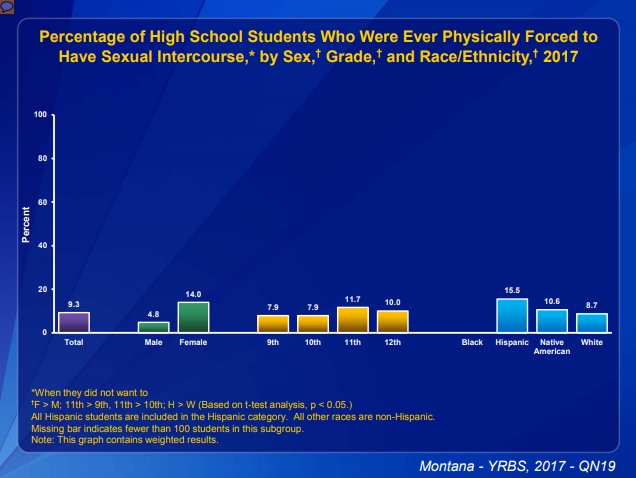 Percentage of High School Students Who Were Ever Physically Forced to
Have Sexual Intercourse,* by Sex,† Grade,† and Race/Ethnicity,† 2017
100
80
60
40
20
0
Percent
9.3
4.8
14.0
7.9
7.9
11.7
10.0
15.5
10.6
8.7
Total
Male
Female
9th
10th
11th
12th
Black
Hispanic
Native
American
White
*When they did not want to
†F > M; 11th > 9th, 11th > 10th; H > W (Based on t-test analysis, p < 0.05.)
All Hispanic students are included in the Hispanic category.  All other races are non-Hispanic.
Missing bar indicates fewer than 100 students in this subgroup.
Note: This graph contains weighted results.
Montana - YRBS, 2017 - QN19